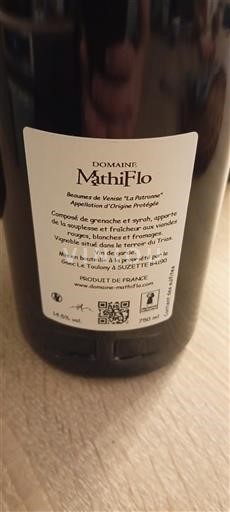 DOMAINE
MathiFlo
Beaumes de Venise "La Patronne"
Appellation d'Origine Protégée
Composé de grenache et syrah, apporte
de la souplesse et fraîcheur aux viandes
rouges, blanches et fromages.
Vignoble situé dans le terroir du Trias.
Vin de garde.
Mis en bouteille à la propriété par le
Gaec Le Toulony à SUZETTE 84190
PRODUIT DE FRANCE
www.domaine-mathiflo.com
14.5% vol.
750 ml
Contient des sulfites